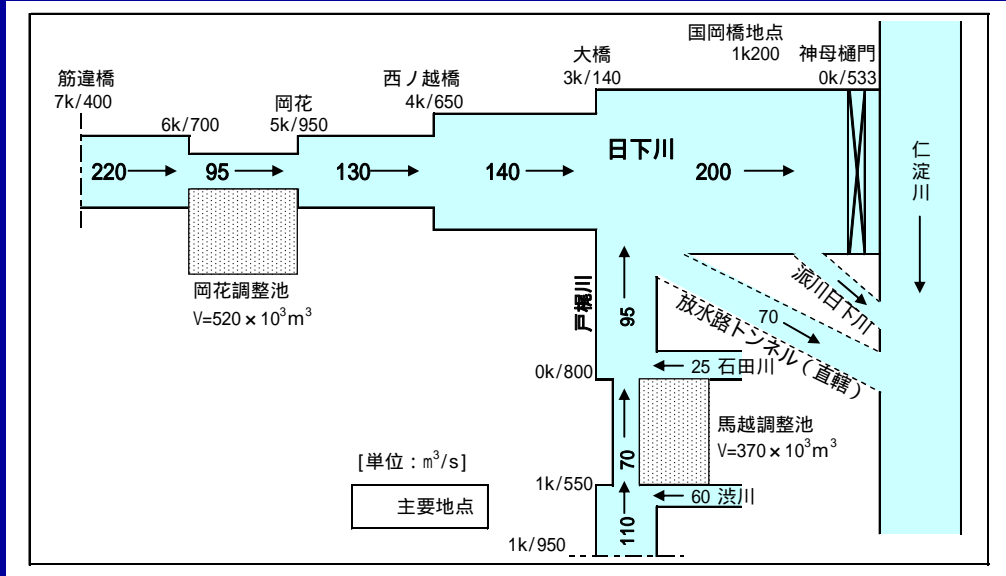 国岡橋地点
1k200
神母樋門
0k/533
大橋
3k/140
西ノ越橋
4k/650
筋違橋
7k/400
岡花
5k/950
6k/700
日下川
220
95
130
140
200
仁淀川
岡花調整池
V=520×10³m³
戸梶川
95
派川日下川
70
放水路トンネル(直轄)
25 石田川
0k/800
馬越調整池
V=370×10³m³
70
[単位:m³/s]
主要地点
1k/550
60 渋川
110
1k/950